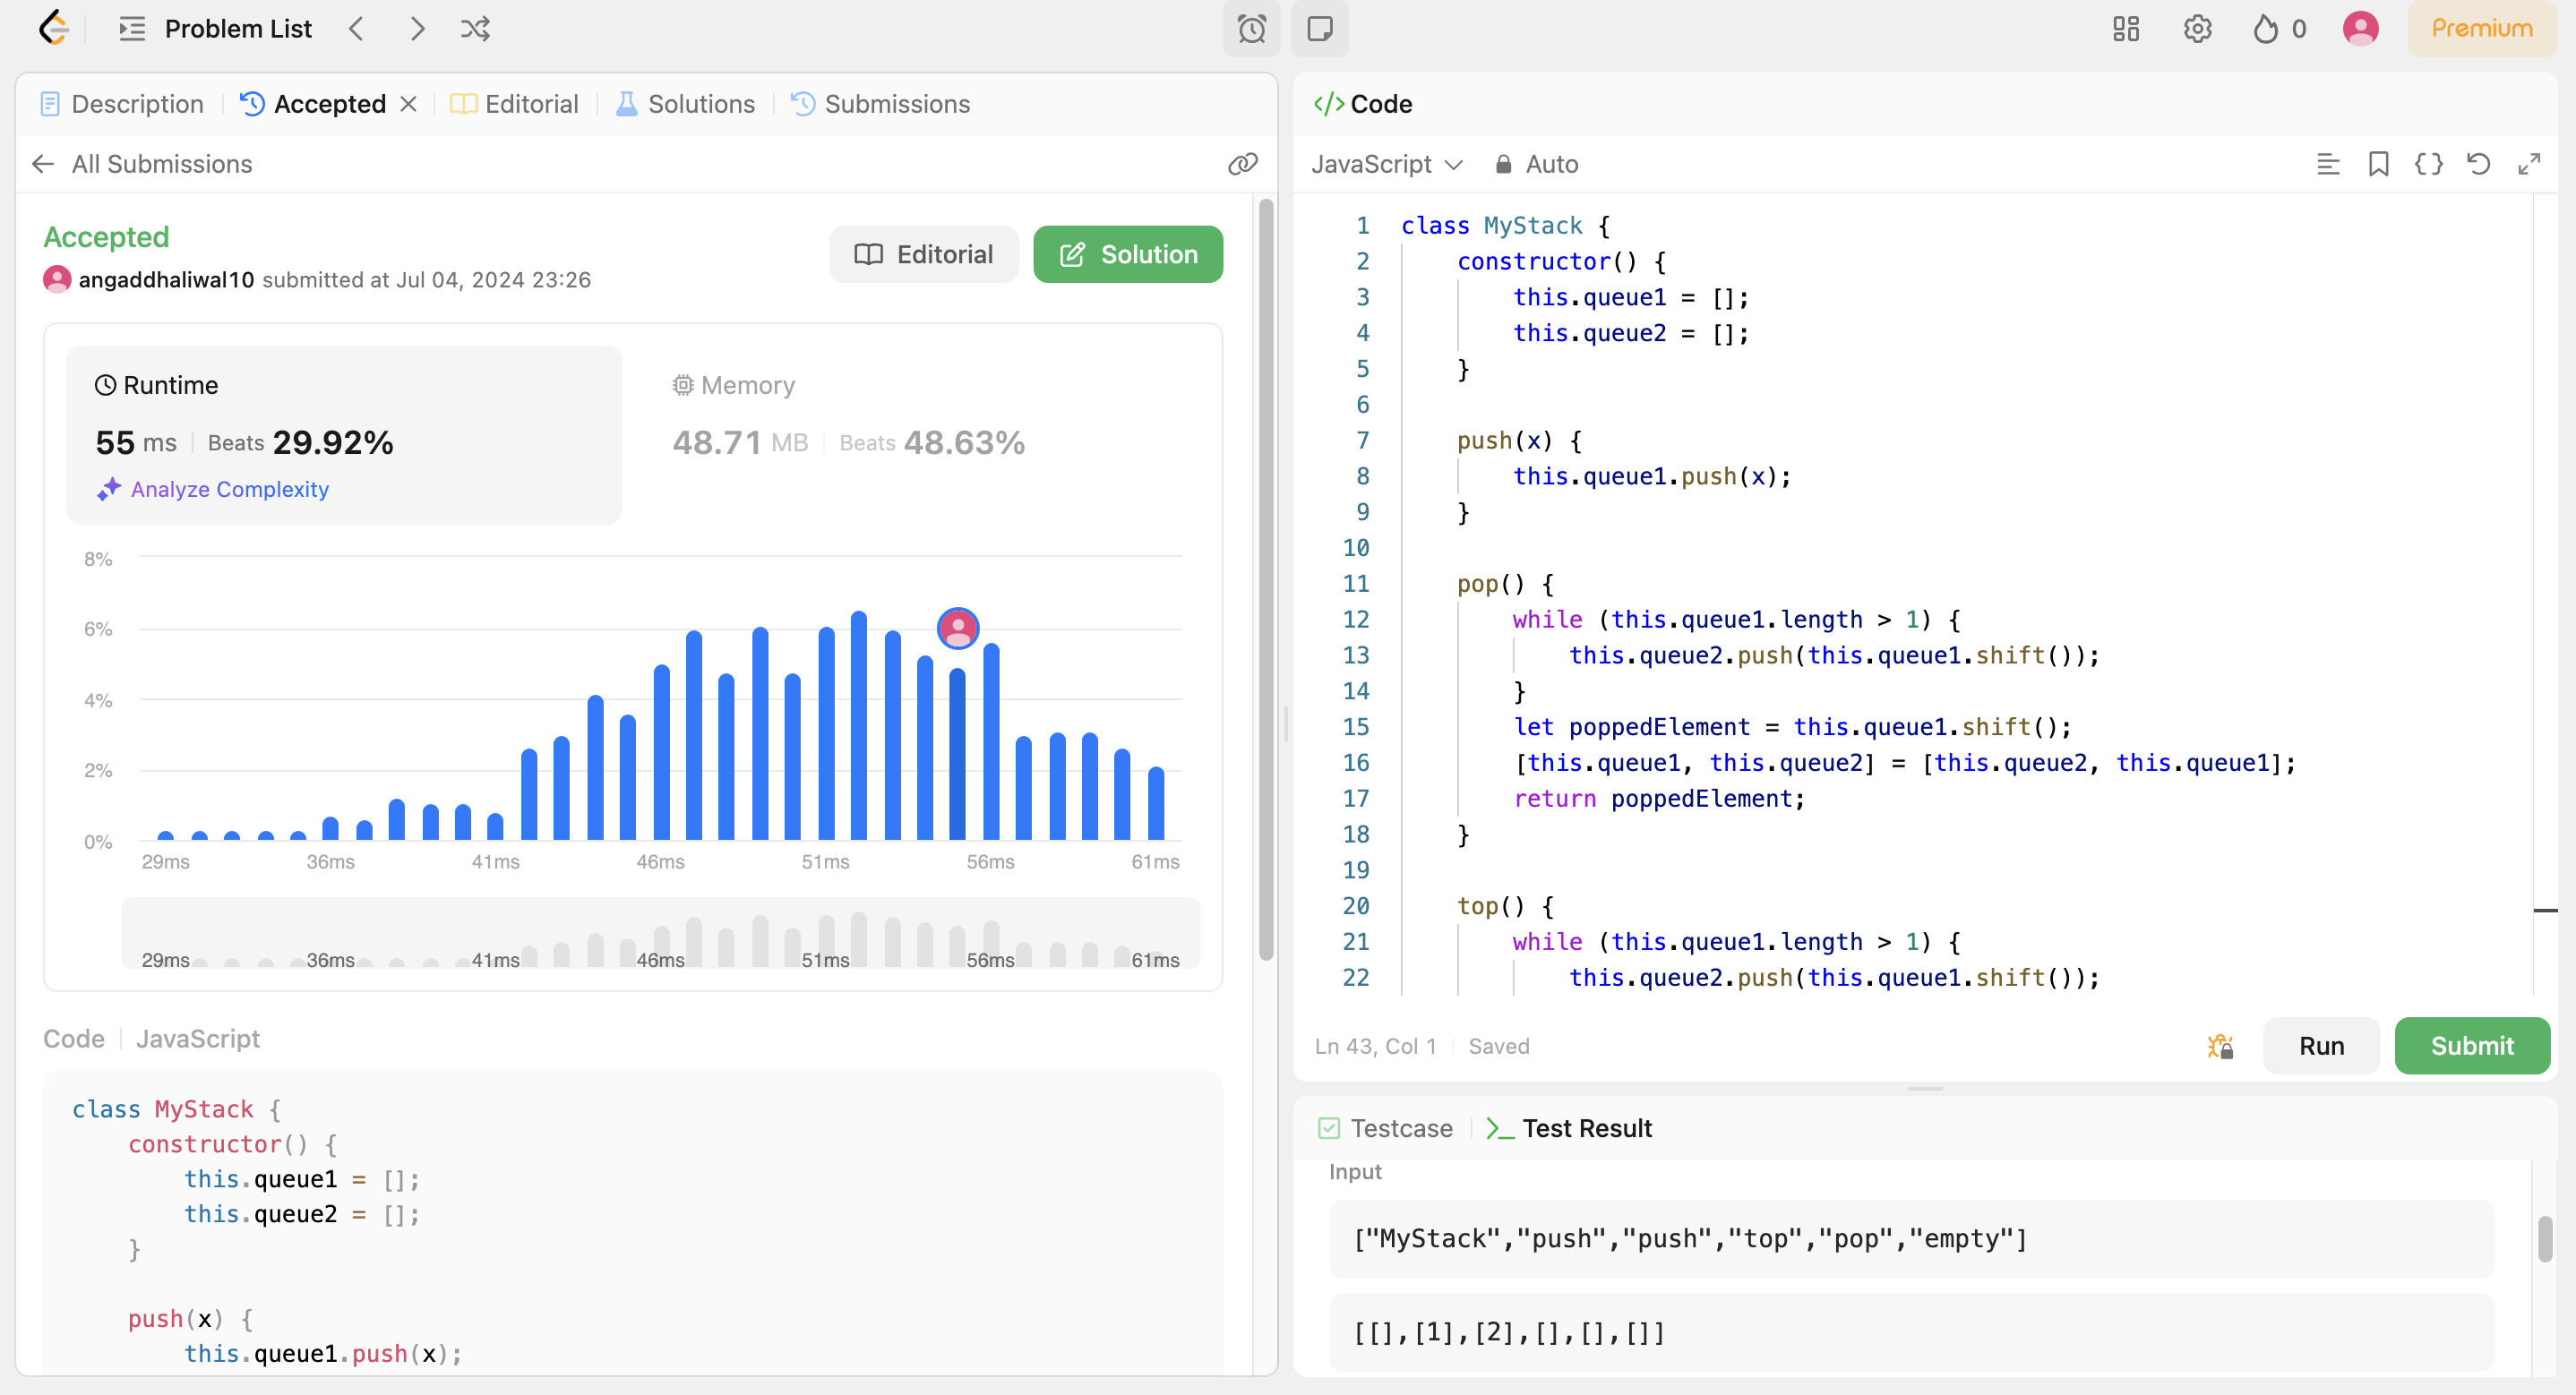 Problem List
0
Premium
Description
Accepted
Editorial
Solutions
Submissions
All Submissions
Accepted
angaddhaliwal10 submitted at Jul 04, 2024 23:26
Editorial
Solution
Runtime
55 ms
Beats 29.92%
Analyze Complexity
Memory
48.71 MB
Beats 48.63%
8%
6%
4%
2%
0%
29ms 36ms 41ms 46ms 51ms 56ms 61ms
29ms 36ms 41ms 46ms 51ms 56ms 61ms
Code JavaScript
class MyStack {
    constructor() {
        this.queue1 = [];
        this.queue2 = [];
    }

    push(x) {
        this.queue1.push(x);
Code
JavaScript
Auto
1 class MyStack {
2     constructor() {
3         this.queue1 = [];
4         this.queue2 = [];
5     }
6
7     push(x) {
8         this.queue1.push(x);
9     }
10
11     pop() {
12         while (this.queue1.length > 1) {
13             this.queue2.push(this.queue1.shift());
14         }
15         let poppedElement = this.queue1.shift();
16         [this.queue1, this.queue2] = [this.queue2, this.queue1];
17         return poppedElement;
18     }
19
20     top() {
21         while (this.queue1.length > 1) {
22             this.queue2.push(this.queue1.shift());
Ln 43, Col 1
Saved
Run
Submit
Testcase
Test Result
Input
["MyStack","push","push","top","pop","empty"]
[[],[1],[2],[],[],[]]